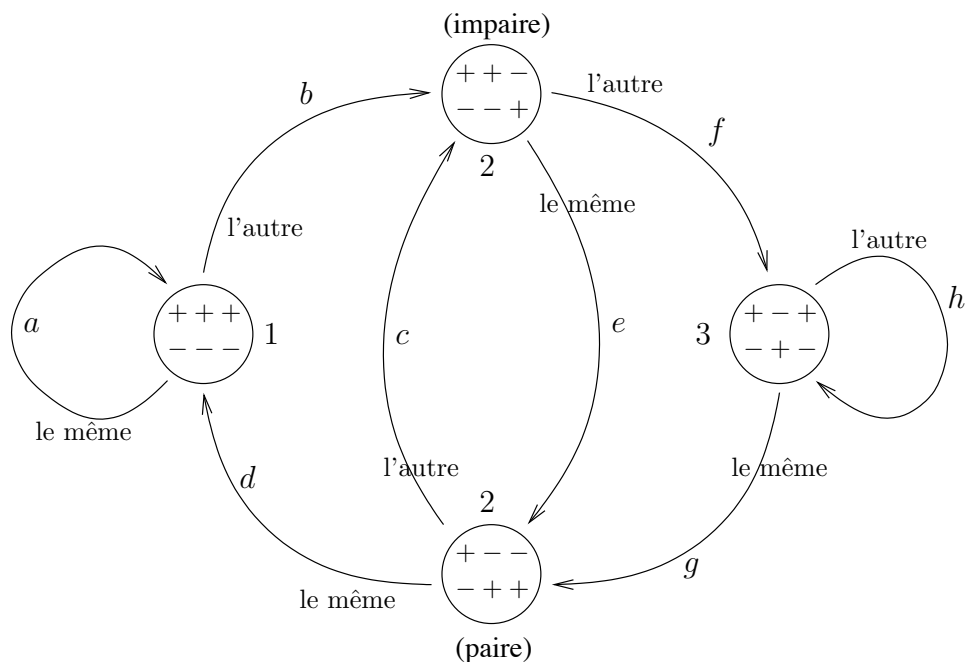 (impaire)
+ + −
− − +
2
l'autre
b
f
le même
l'autre
l'autre
a
+ + +
− − −
1
c
e
3
+ − +
− + −
h
le même
d
l'autre
le même
2
+ − −
− + +
g
le même
(paire)